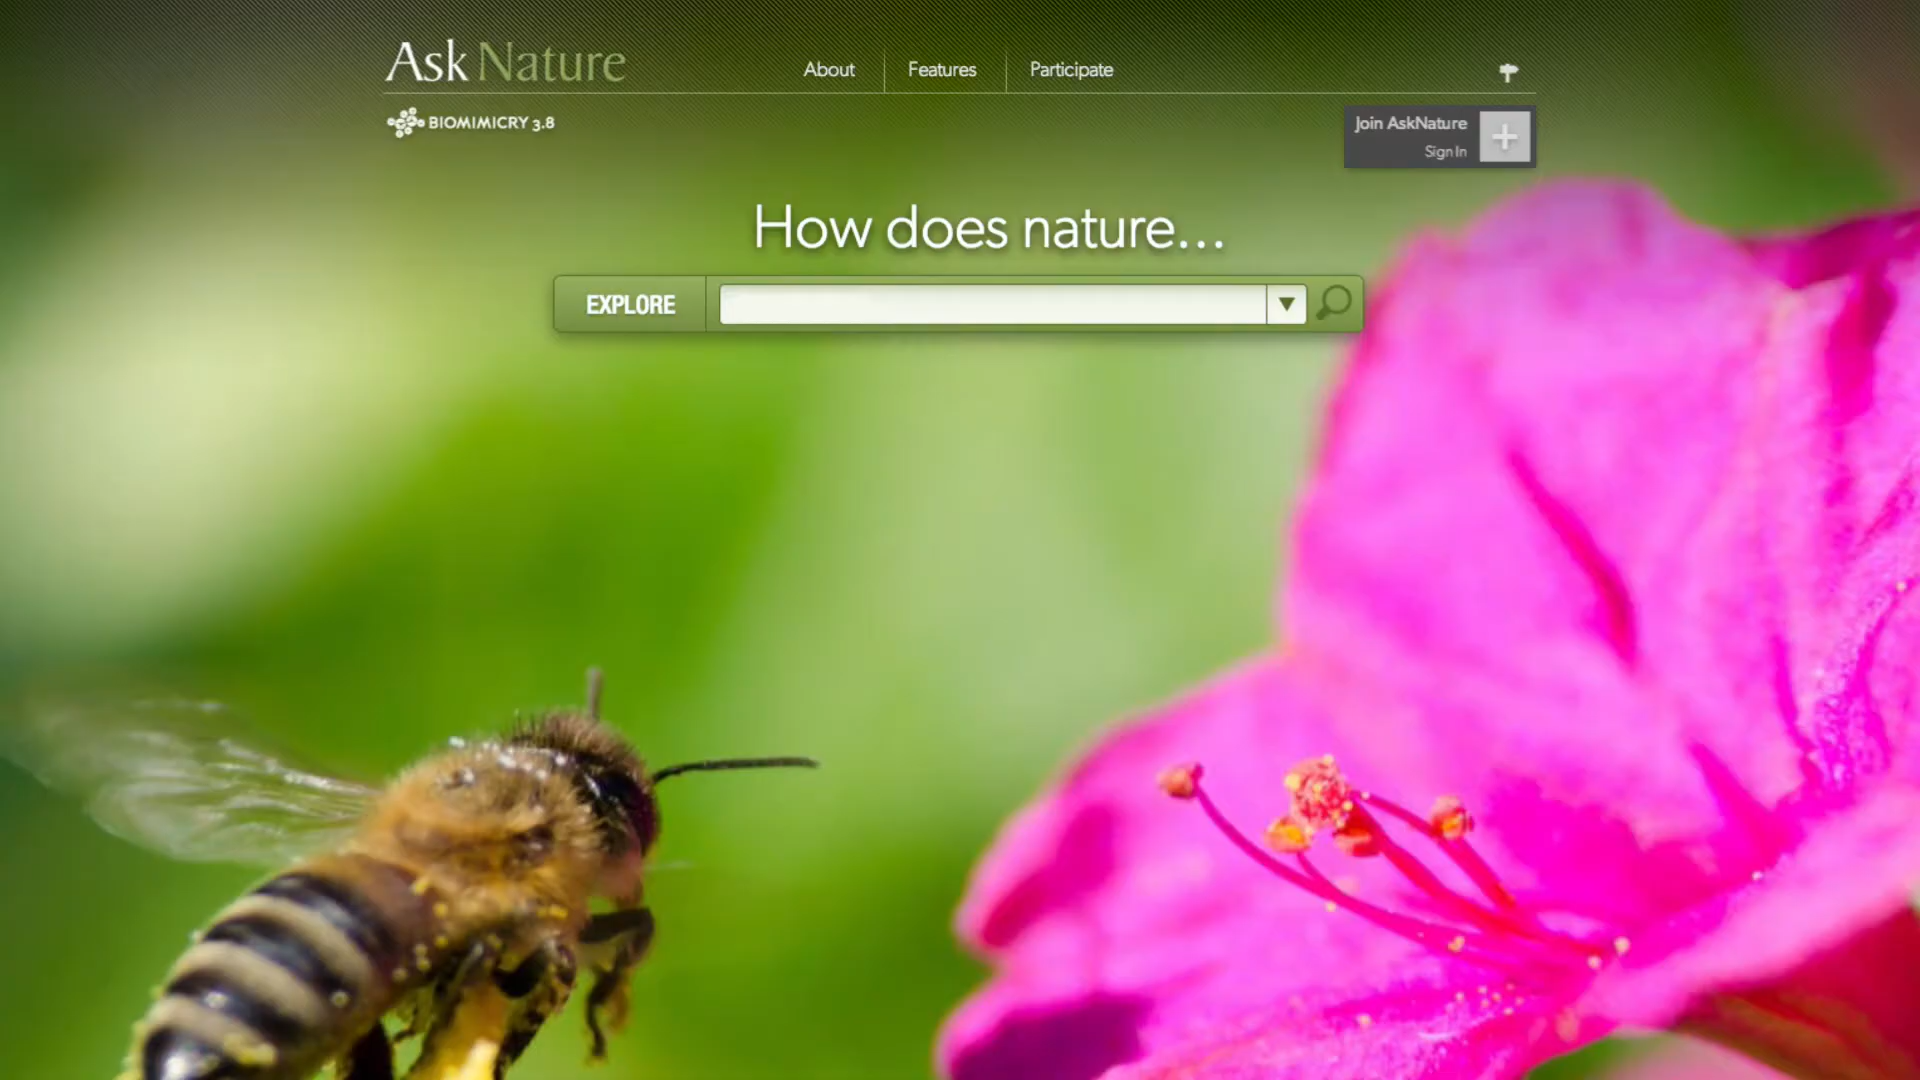 Ask Nature
About
Features
Participate
BIOMIMICRY 3.8
Join AskNature
Sign In
How does nature...
EXPLORE